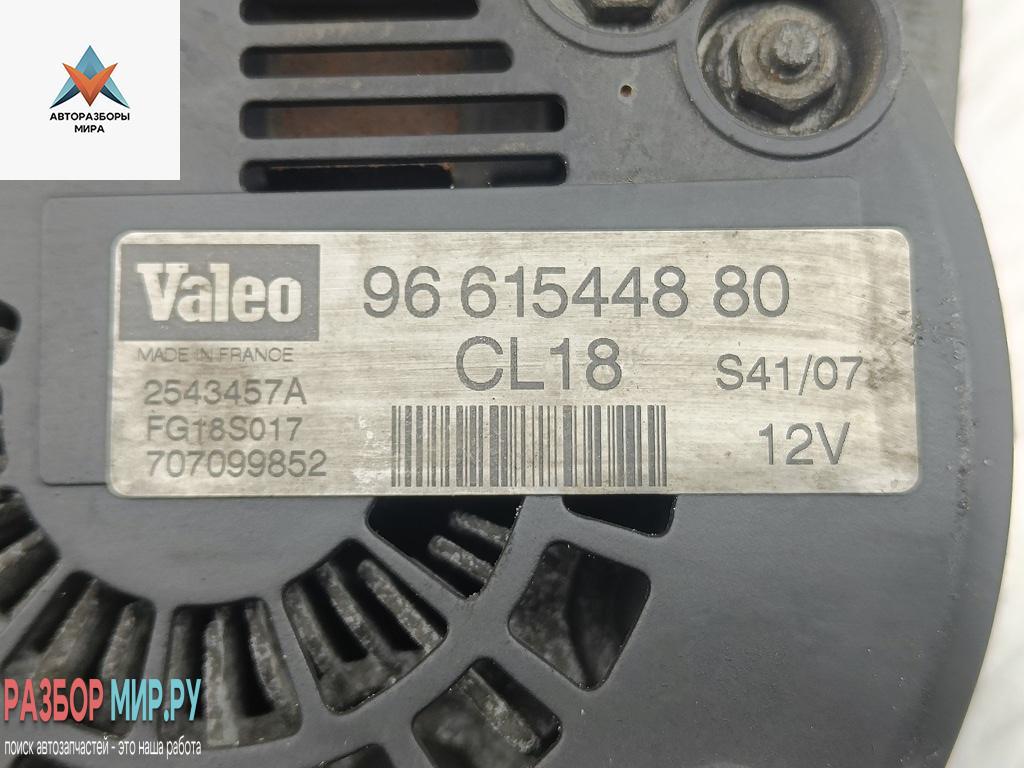 АВТОРАЗБОРЫ
МИРА
Valeo
96 615448 80
MADE IN FRANCE
CL18
S41/07
2543457A
FG18S017
12V
707099852
РАЗБОР МИР.РУ
поиск автозапчастей - это наша работа